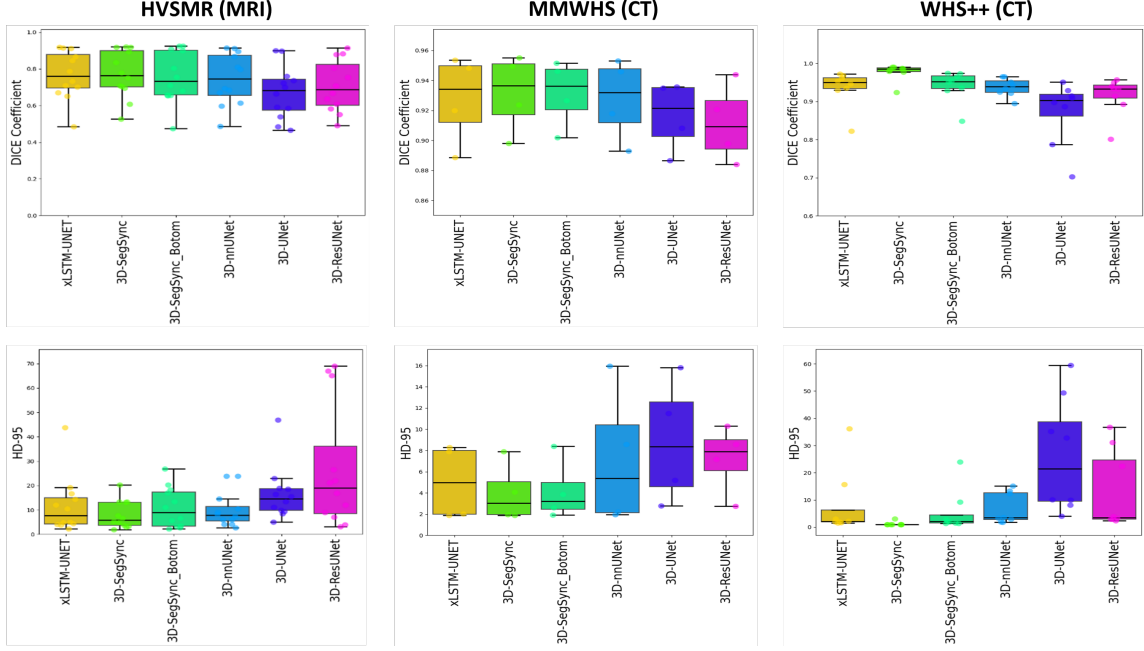 HVSMR (MRI)
MMWHS (CT)
WHS++ (CT)
DICE Coefficient
1.0
0.8
0.6
0.4
0.2
0.0
xLSTM-UNET
3D-SegSync
3D-SegSync_Botom
3D-nnUNet
3D-UNet
3D-ResUNet
DICE Coefficient
0.96
0.94
0.92
0.90
0.88
0.86
xLSTM-UNET
3D-SegSync
3D-SegSync_Botom
3D-nnUNet
3D-UNet
3D-ResUNet
DICE Coefficient
1.0
0.9
0.8
0.7
0.6
xLSTM-UNET
3D-SegSync
3D-SegSync_Botom
3D-nnUNet
3D-UNet
3D-ResUNet
HD-95
70
60
50
40
30
20
10
0
xLSTM-UNET
3D-SegSync
3D-SegSync_Botom
3D-nnUNet
3D-UNet
3D-ResUNet
HD-95
16
14
12
10
8
6
4
2
0
xLSTM-UNET
3D-SegSync
3D-SegSync_Botom
3D-nnUNet
3D-UNet
3D-ResUNet
HD-95
60
50
40
30
20
10
0
xLSTM-UNET
3D-SegSync
3D-SegSync_Botom
3D-nnUNet
3D-UNet
3D-ResUNet